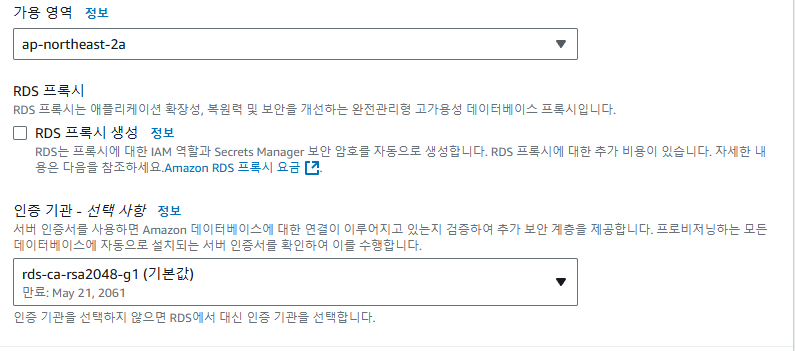 가용 영역 정보
ap-northeast-2a
RDS 프록시
RDS 프록시는 애플리케이션 확장성, 복원력 및 보안을 개선하는 완전관리형 고가용성 데이터베이스 프록시입니다.
RDS 프록시 생성 정보
RDS는 프록시에 대한 IAM 역할과 Secrets Manager 보안 암호를 자동으로 생성합니다. RDS 프록시에 대한 추가 비용이 있습니다. 자세한 내
용은 다음을 참조하세요.Amazon RDS 프록시 요금.
인증 기관 - 선택 사항 정보
서버 인증서를 사용하면 Amazon 데이터베이스에 대한 연결이 이루어지고 있는지 검증하여 추가 보안 계층을 제공합니다. 프로비저닝하는 모든
데이터베이스에 자동으로 설치되는 서버 인증서를 확인하여 이를 수행합니다.
rds-ca-rsa2048-g1 (기본값)
만료: May 21, 2061
인증 기관을 선택하지 않으면 RDS에서 대신 인증 기관을 선택합니다.